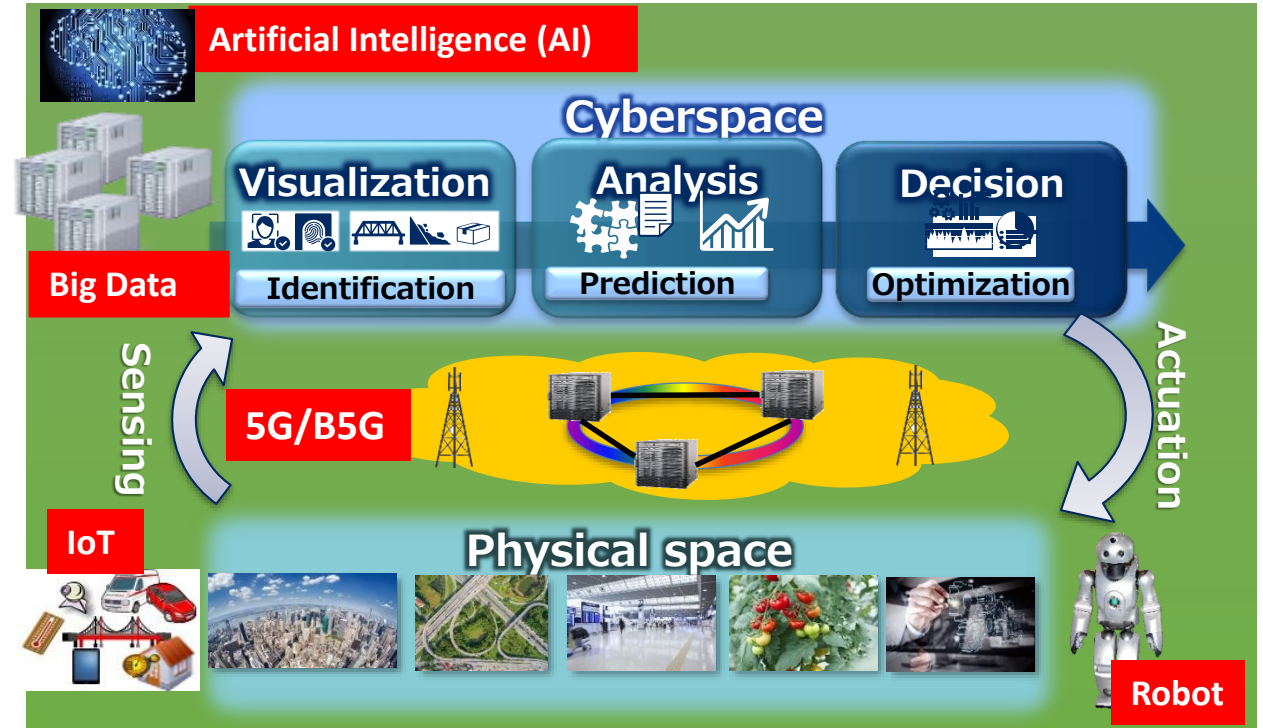 Artificial Intelligence (AI)
Cyberspace
Visualization
Analysis
Decision
Identification
Prediction
Optimization
Big Data
Sensing
Actuation
5G/B5G
IoT
Physical space
Robot